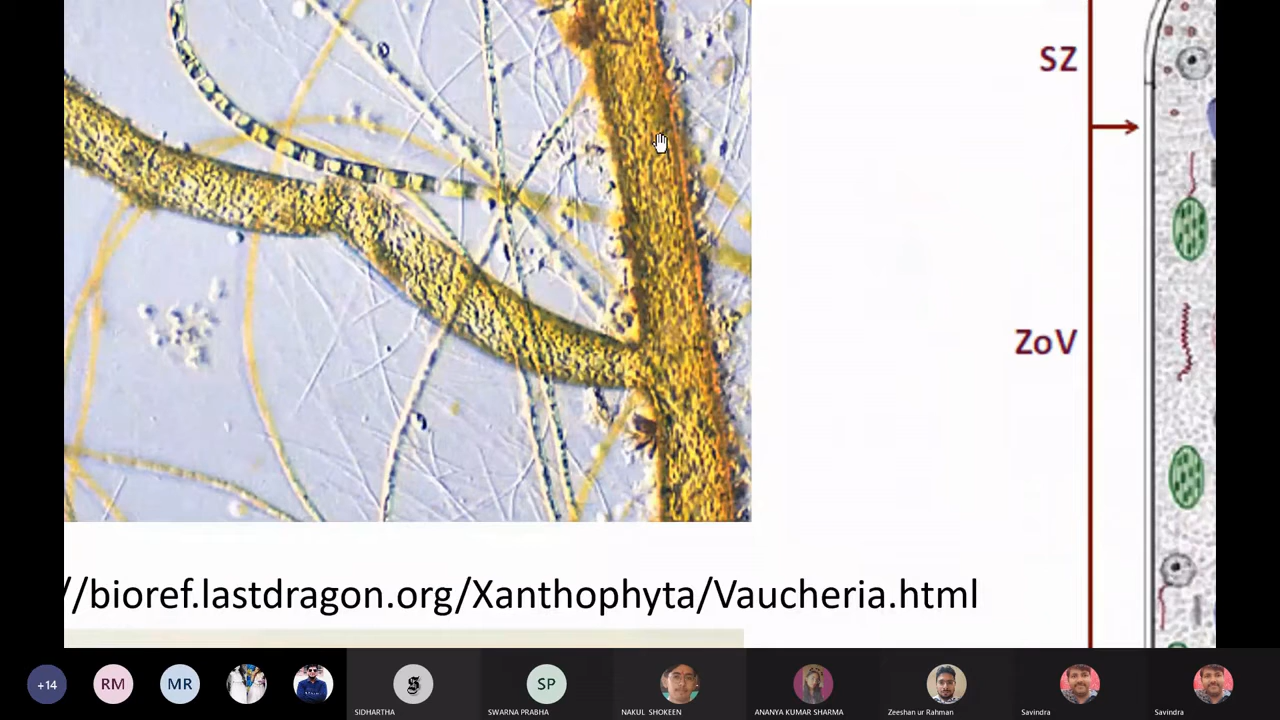 SZ
ZoV
//bioref.lastdragon.org/Xanthophyta/Vaucheria.html
+14
RM
MR
SP
SIDHARTHA
SWARNA PRABHA
NAKUL SHOKEEN
ANANYA KUMAR SHARMA
Zeeshan ur Rahman
Savindra
Savindra